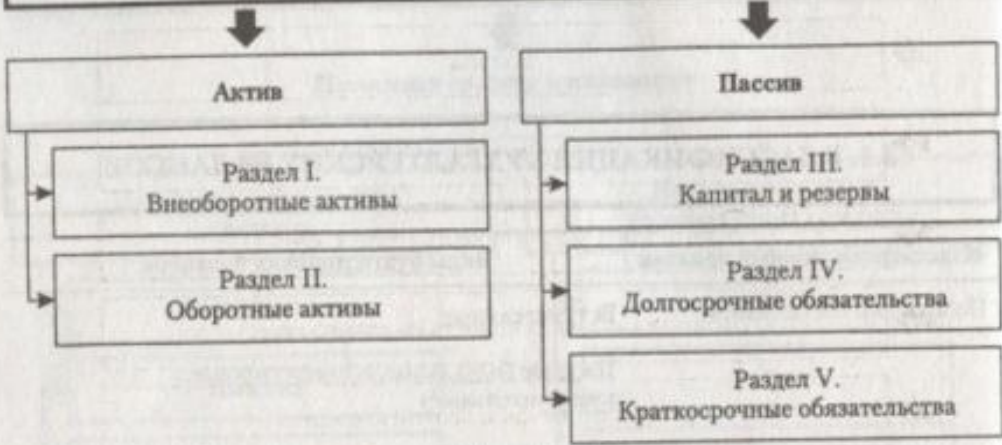 Актив
Раздел I.
Внеоборотные активы
Раздел II.
Оборотные активы
Пассив
Раздел III.
Капитал и резервы
Раздел IV.
Долгосрочные обязательства
Раздел V.
Краткосрочные обязательства